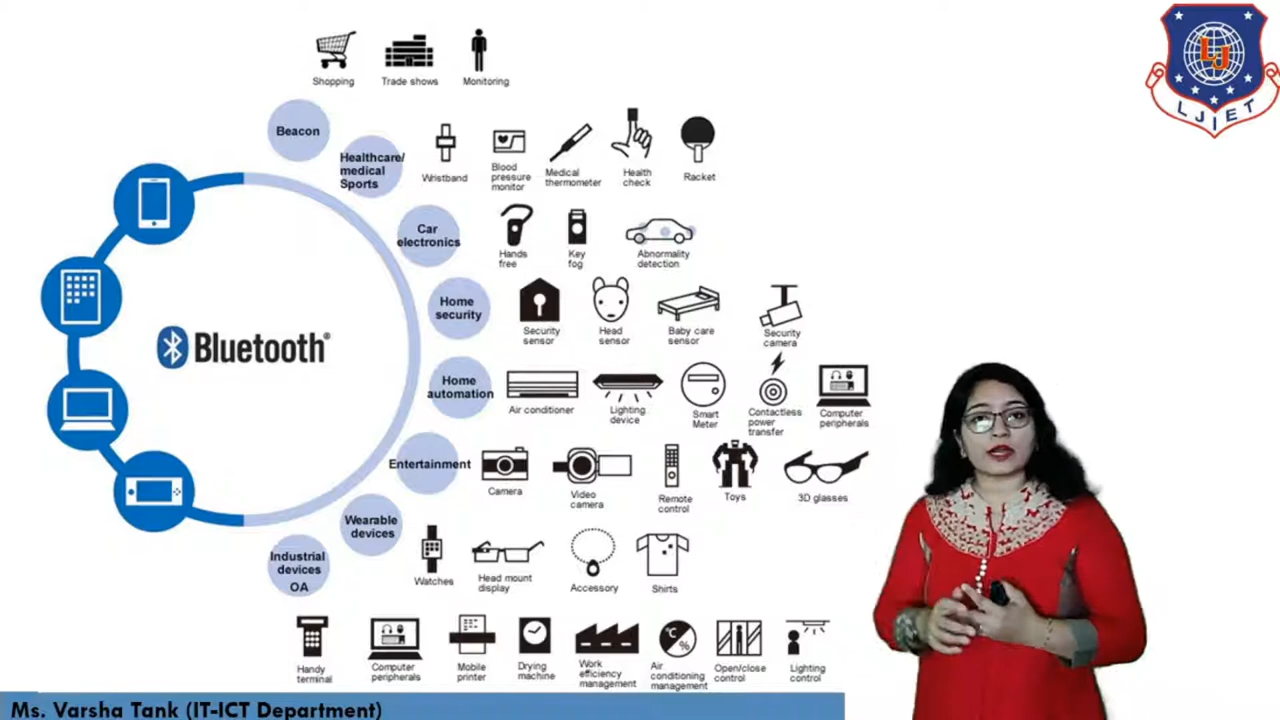 Shopping
Trade shows
Monitoring
LJIET
LJ
Beacon
Healthcare/
medical
Sports
Wristband
Blood
pressure
monitor
Medical
thermometer
Health
check
Racket
Car
electronics
Hands
free
Key
fog
Abnormality
detection
Home
security
Security
sensor
Head
sensor
Baby care
sensor
Security
camera
Bluetooth®
Home
automation
Air conditioner
Lighting
device
Smart
Meter
Contactless
power
transfer
Computer
peripherals
Entertainment
Camera
Video
camera
Remote
control
Toys
3D glasses
Wearable
devices
Watches
Head mount
display
Accessory
Shirts
Industrial
devices
OA
Handy
terminal
Computer
peripherals
Mobile
printer
Drying
machine
Work
efficiency
management
°C
%
Air
conditioning
management
Open/close
control
Lighting
control
Ms. Varsha Tank (IT-ICT Department)